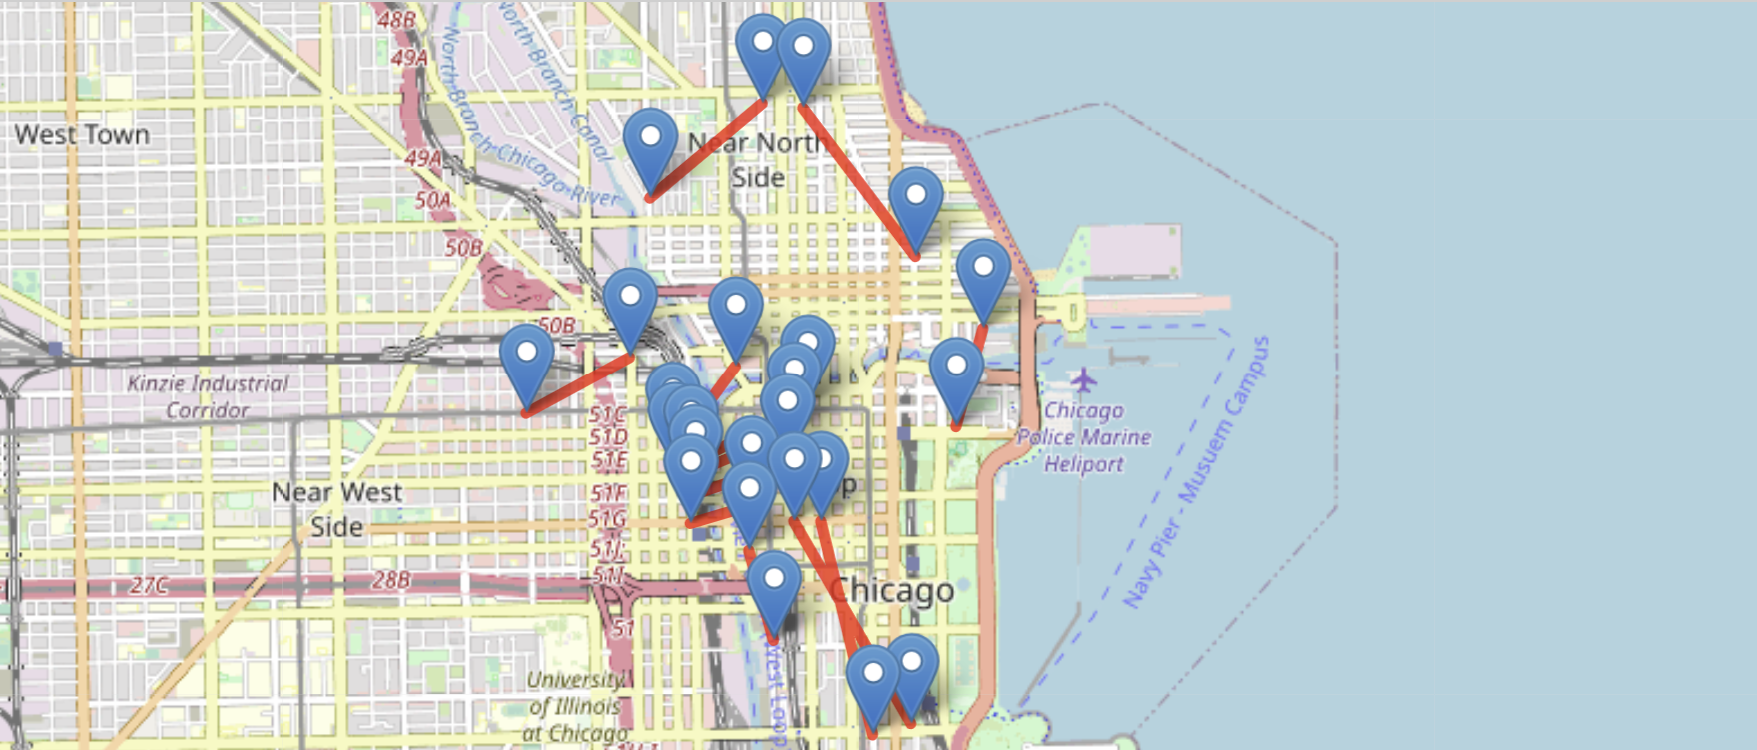 48B
49A
North Branch Canal
North Branch Chicago River
West Town
Near North
Side
49A
50A
50B
50B
Kinzie Industrial
Corridor
51C
51D
51E
51F
51G
51I
51
Near West
Side
27C
28B
Chicago
Chicago
Police Marine
Heliport
Navy Pier - Musuem Campus
West Loop
University
of Illinois
at Chicago